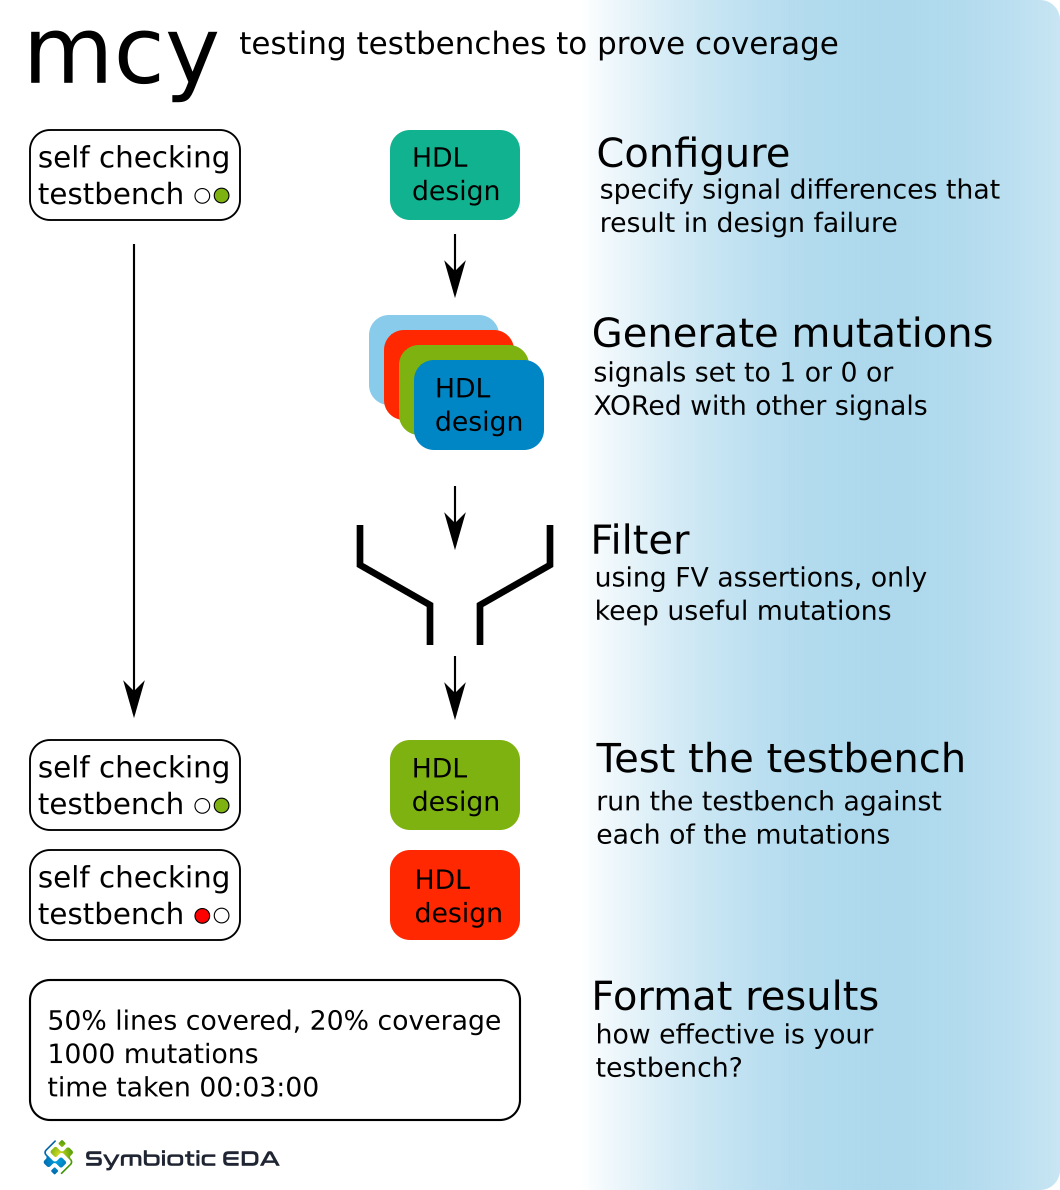 mcy testing testbenches to prove coverage
self checking
testbench
HDL
design
Configure
specify signal differences that
result in design failure
HDL
design
Generate mutations
signals set to 1 or 0 or
XORed with other signals
Filter
using FV assertions, only
keep useful mutations
self checking
testbench
HDL
design
Test the testbench
run the testbench against
each of the mutations
self checking
testbench
HDL
design
50% lines covered, 20% coverage
1000 mutations
time taken 00:03:00
Format results
how effective is your
testbench?
Symbiotic EDA